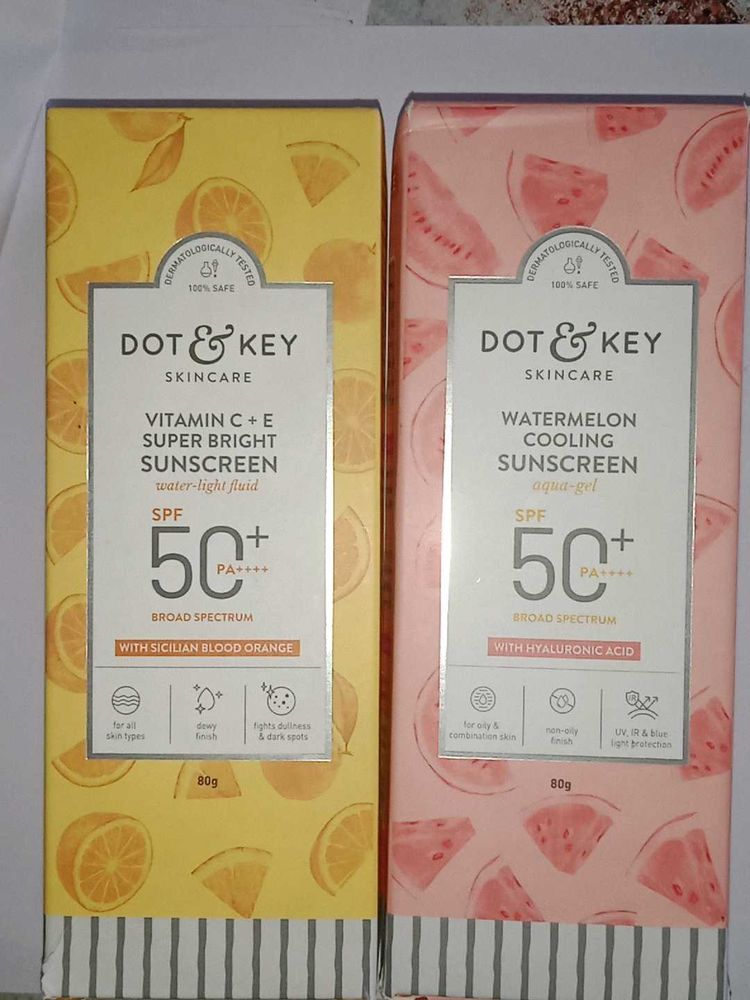 DERMATOLOGICALLY TESTED
100% SAFE
DOT & KEY
SKINCARE
VITAMIN C + E
SUPER BRIGHT
SUNSCREEN
water-light fluid
SPF
50+
PA++++
BROAD SPECTRUM
WITH SICILIAN BLOOD ORANGE
for all
skin types
dewy
finish
fights dullness
& dark spots
80g
DERMATOLOGICALLY TESTED
100% SAFE
DOT & KEY
SKINCARE
WATERMELON
COOLING
SUNSCREEN
aqua-gel
SPF
50+
PA++++
BROAD SPECTRUM
WITH HYALURONIC ACID
for oily &
combination skin
non-oily
finish
IR
UV, IR & blue
light protection
80g